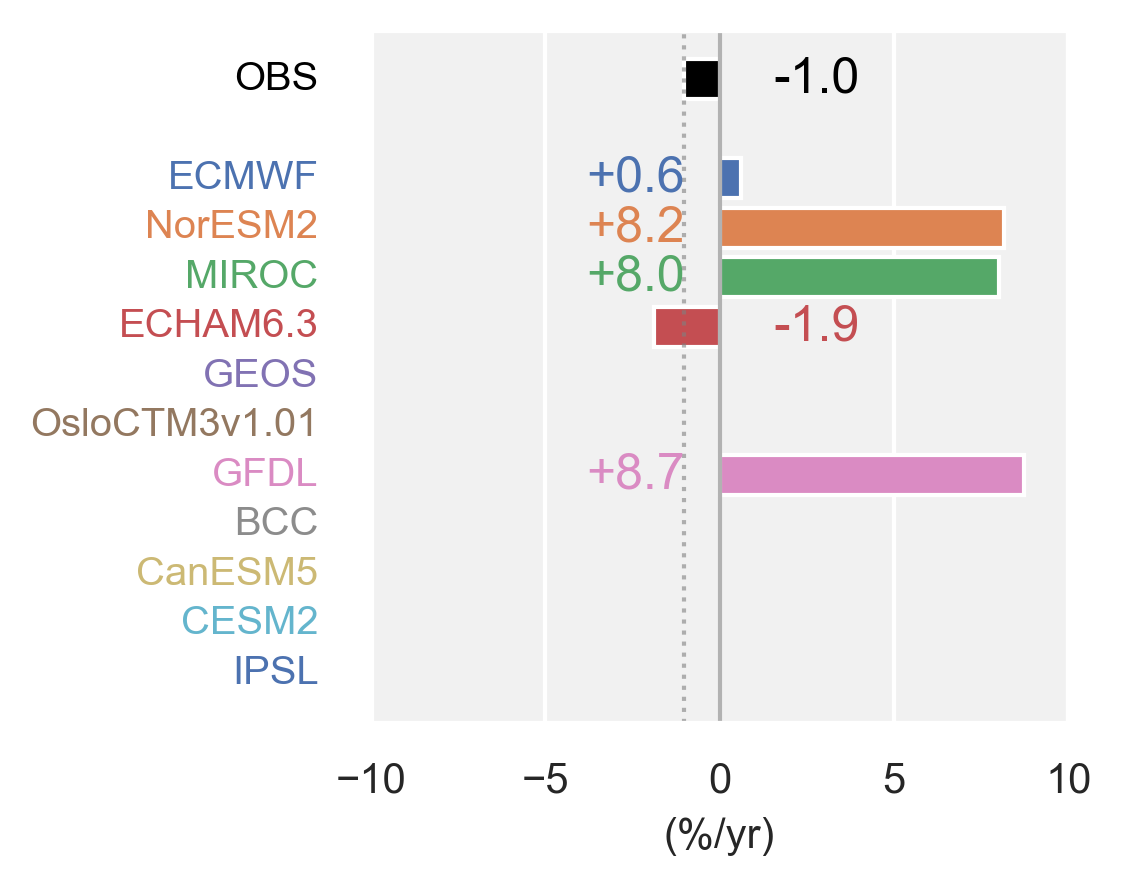 OBS -1.0
ECMWF +0.6
NorESM2 +8.2
MIROC +8.0
ECHAM6.3 -1.9
GEOS
OsloCTM3v1.01
GFDL +8.7
BCC
CanESM5
CESM2
IPSL
−10 −5 0 5 10
(%/yr)